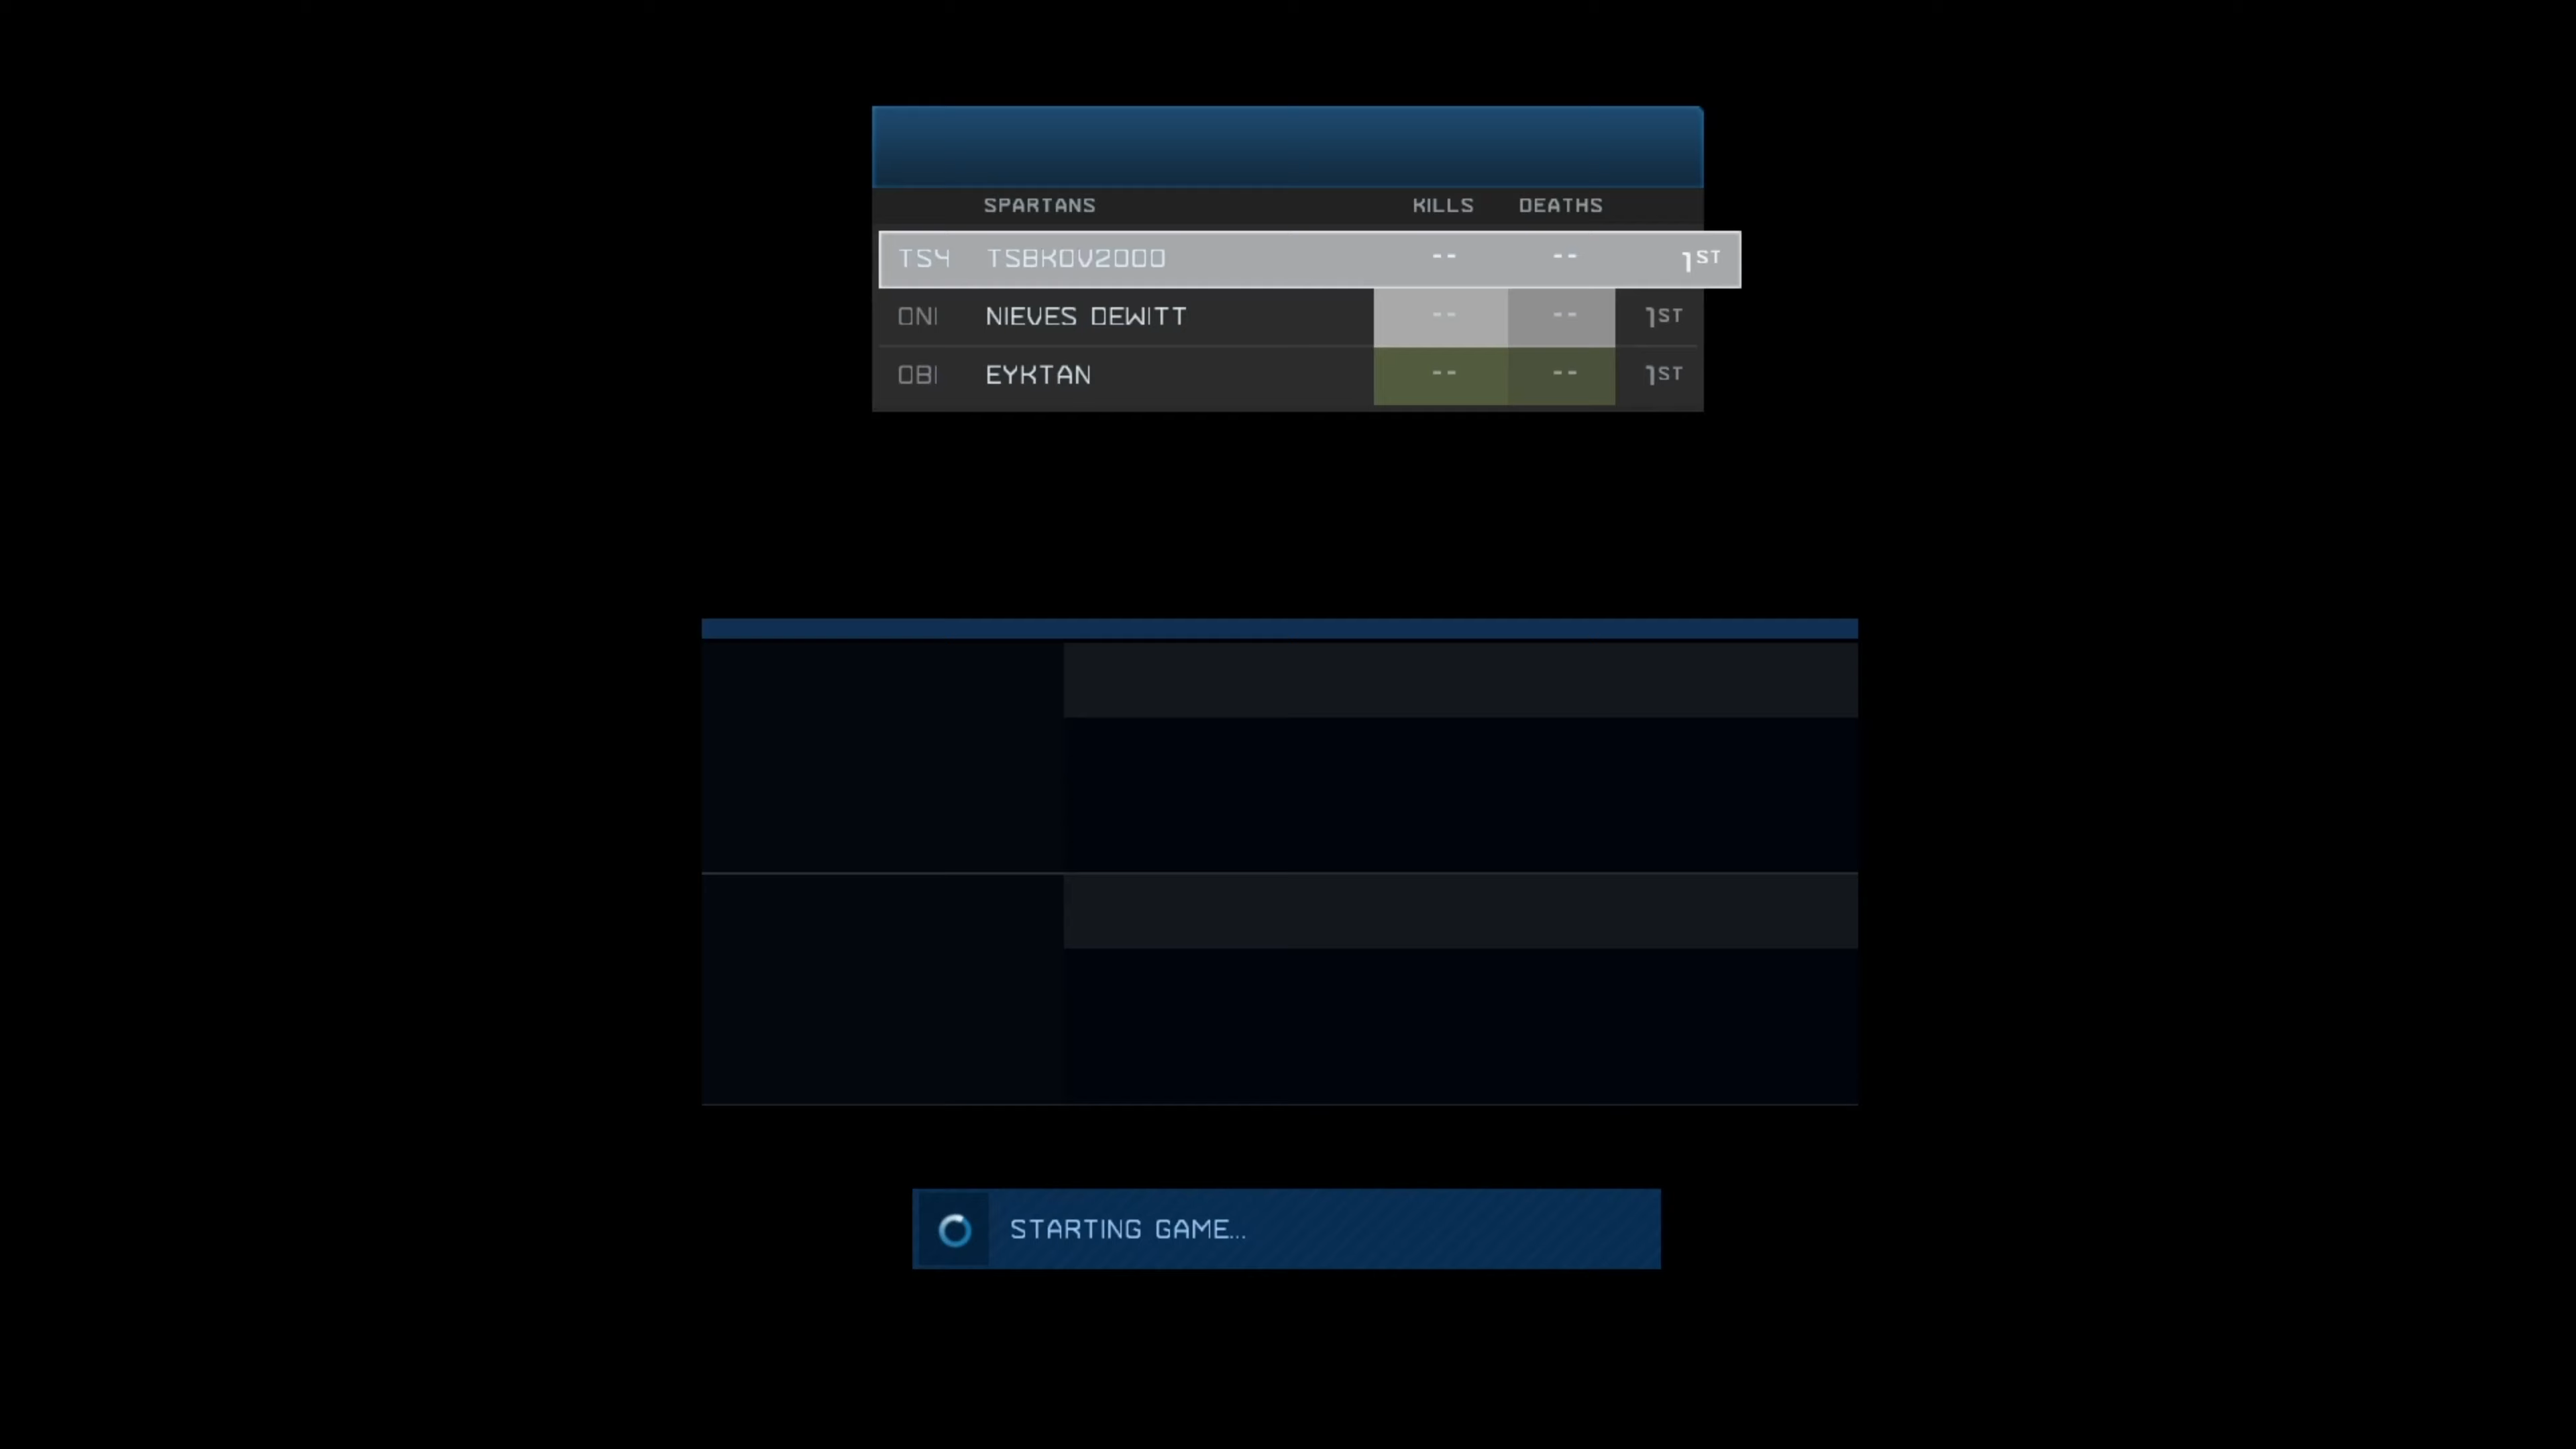 SPARTANS KILLS DEATHS
TS4 TSBKOV2000 -- -- 1ST
ONI NIEVES DEWITT -- -- 1ST
OBI EYKTAN -- -- 1ST
STARTING GAME...